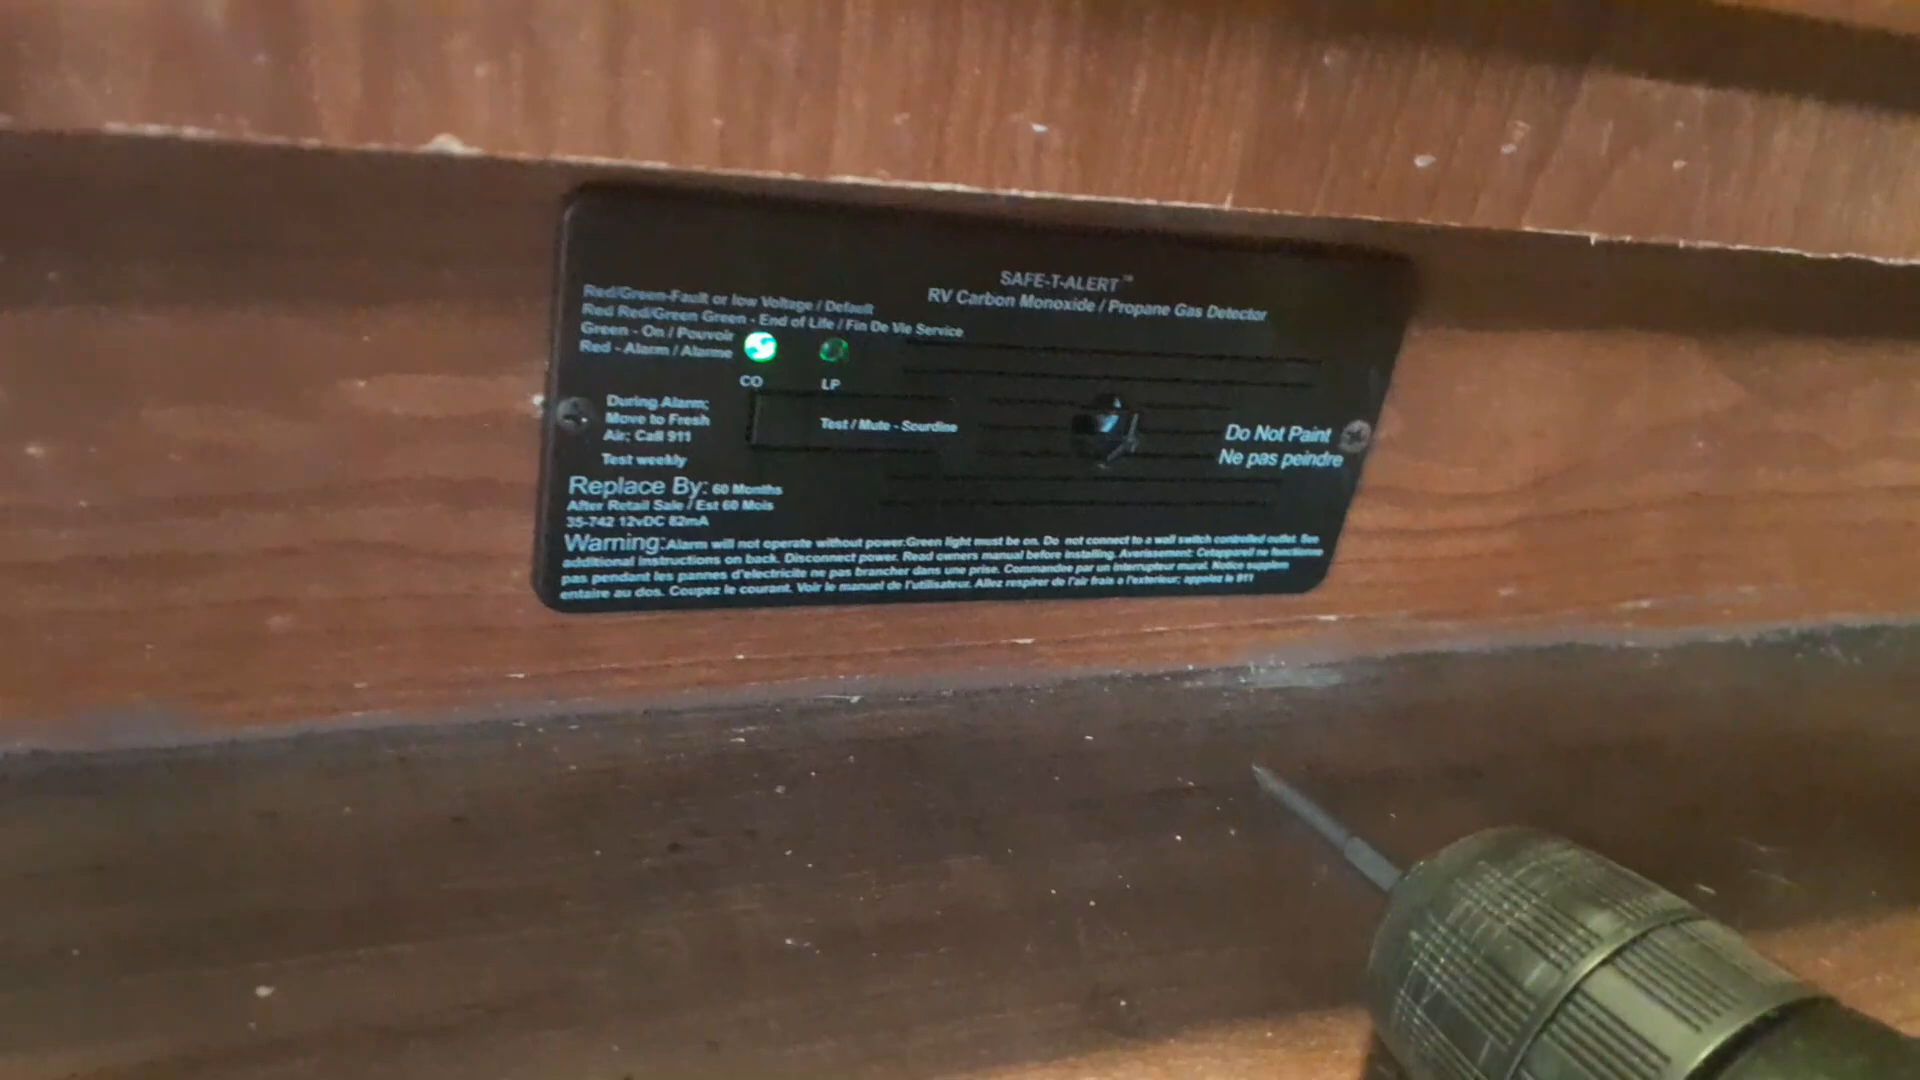 SAFE-T-ALERT™
RV Carbon Monoxide / Propane Gas Detector
Red/Green-Fault or low Voltage / Default
Red Red/Green Green - End of Life / Fin De Vie Service
Green - On / Pouvoir
Red - Alarm / Alarme
CO
LP
During Alarm;
Move to Fresh
Air; Call 911
Test weekly
Test / Mute - Sourdine
Do Not Paint
Ne pas peindre
Replace By: 60 Months
After Retail Sale / Est 60 Mois
35-742 12vDC 82mA
Warning:Alarm will not operate without power.Green light must be on. Do not connect to a wall switch controlled outlet. See
additional instructions on back. Disconnect power. Read owners manual before installing. Avertissement: Cetappareil ne fonctionne
pas pendant les pannes d'electricite ne pas brancher dans une prise. Commandee par un interrupteur mural. Notice supplem
entaire au dos. Coupez le courant. Voir le manuel de l'utilisateur. Allez respirer de l'air frais a l'exterieur; appelez le 911